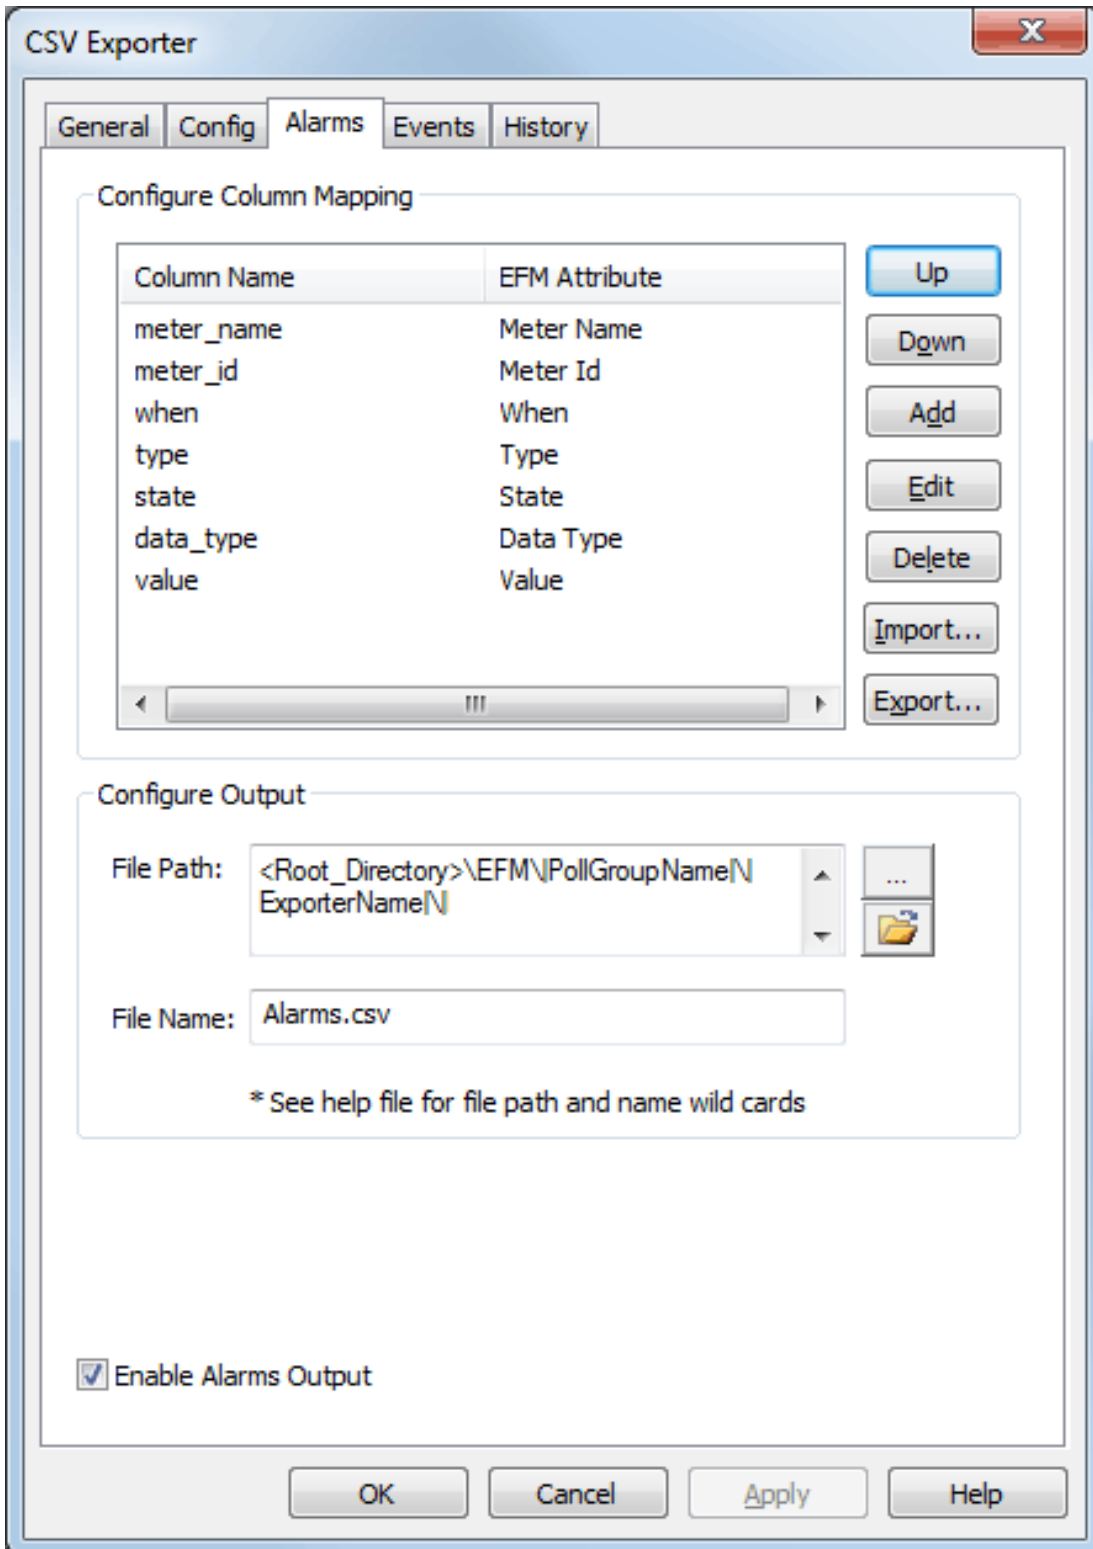 CSV Exporter
General Config Alarms Events History
Configure Column Mapping
Column Name EFM Attribute
meter_name Meter Name
meter_id Meter Id
when When
type Type
state State
data_type Data Type
value Value
Up
Down
Add
Edit
Delete
Import...
Export...
Configure Output
File Path: <Root_Directory>\EFM\|PollGroupName|\|
ExporterName|\|
...
File Name: Alarms.csv
* See help file for file path and name wild cards
Enable Alarms Output
OK Cancel Apply Help